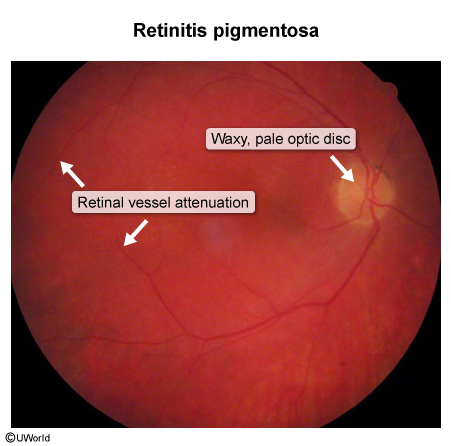 Retinitis pigmentosa
Waxy, pale optic disc
Retinal vessel attenuation
©UWorld